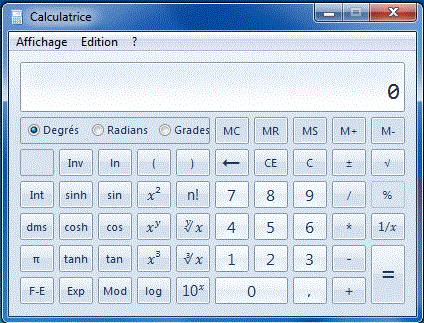 Calculatrice
Affichage Edition ?
0
Degrés Radians Grades MC MR MS M+ M-
Inv ln ( ) ← CE C ± √
Int sinh sin x² n! 7 8 9 / %
dms cosh cos xʸ ʸ√x 4 5 6 * 1/x
π tanh tan x³ ³√x 1 2 3 - =
F-E Exp Mod log 10ˣ 0 , +